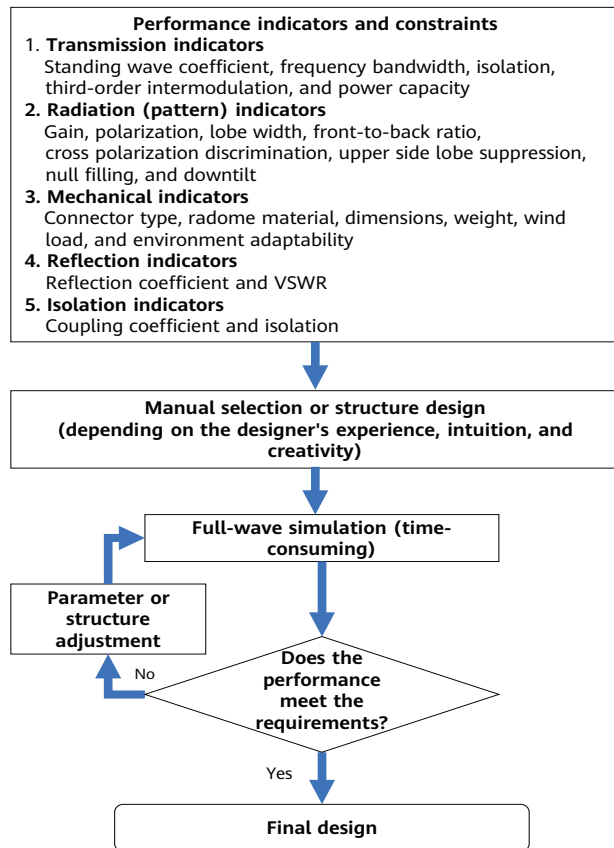 Performance indicators and constraints
1. Transmission indicators
Standing wave coefficient, frequency bandwidth, isolation,
third-order intermodulation, and power capacity
2. Radiation (pattern) indicators
Gain, polarization, lobe width, front-to-back ratio,
cross polarization discrimination, upper side lobe suppression,
null filling, and downtilt
3. Mechanical indicators
Connector type, radome material, dimensions, weight, wind
load, and environment adaptability
4. Reflection indicators
Reflection coefficient and VSWR
5. Isolation indicators
Coupling coefficient and isolation
Manual selection or structure design
(depending on the designer's experience, intuition, and
creativity)
Full-wave simulation (time-
consuming)
Parameter or
structure
adjustment
No
Does the
performance
meet the
requirements?
Yes
Final design